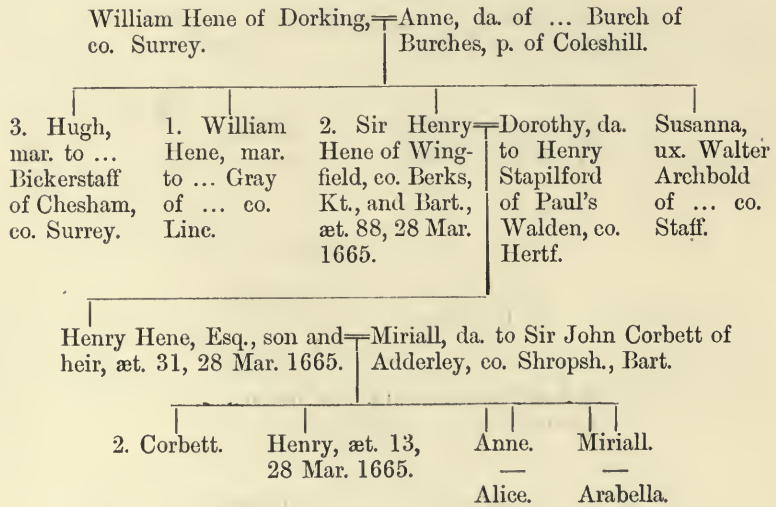 William Hene of Dorking,
co. Surrey.
Anne, da. of ... Burch of
Burches, p. of Coleshill.
3. Hugh,
mar. to ...
Bickerstaff
of Chesham,
co. Surrey.
1. William
Hene, mar.
to ... Gray
of ... co.
Linc.
2. Sir Henry
Hene of Wing-
field, co. Berks,
Kt., and Bart.,
æt. 88, 28 Mar.
1665.
Dorothy, da.
to Henry
Stapilford
of Paul's
Walden, co.
Hertf.
Susanna,
ux. Walter
Archbold
of ... co.
Staff.
Henry Hene, Esq., son and
heir, æt. 31, 28 Mar. 1665.
Miriall, da. to Sir John Corbett of
Adderley, co. Shropsh., Bart.
2. Corbett.
Henry, æt. 13,
28 Mar. 1665.
Anne.
—
Alice.
Miriall.
—
Arabella.